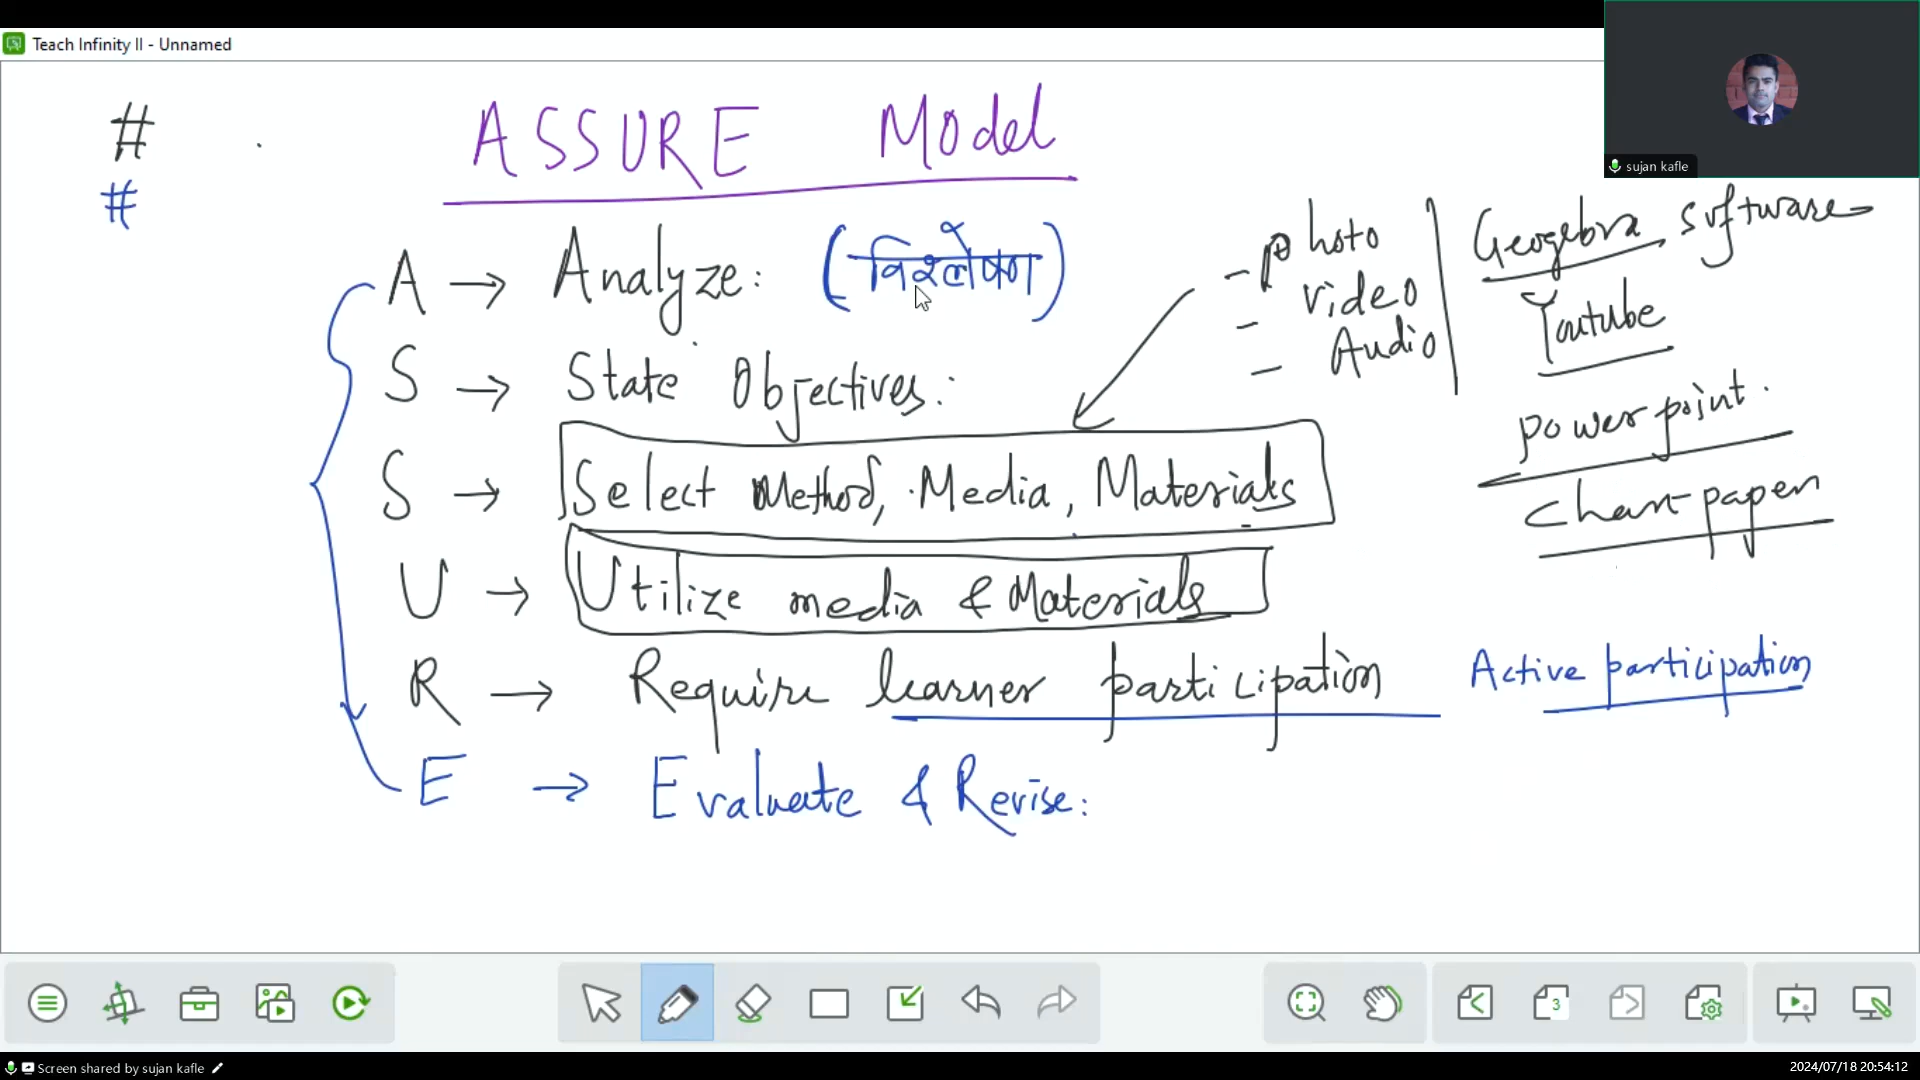 Teach Infinity II - Unnamed
sujan kafle
#
#
ASSURE Model
A → Analyze: (विश्लेषण)
S → State Objectives:
S → Select Method, Media, Materials
U → Utilize media & Materials
R → Require learner participation
E → Evaluate & Revise:
- Photo
video
- Audio
-
Geogebra software
Youtube
power point.
chart paper
Active participation
3
Screen shared by sujan kafle
2024/07/18 20:54:12